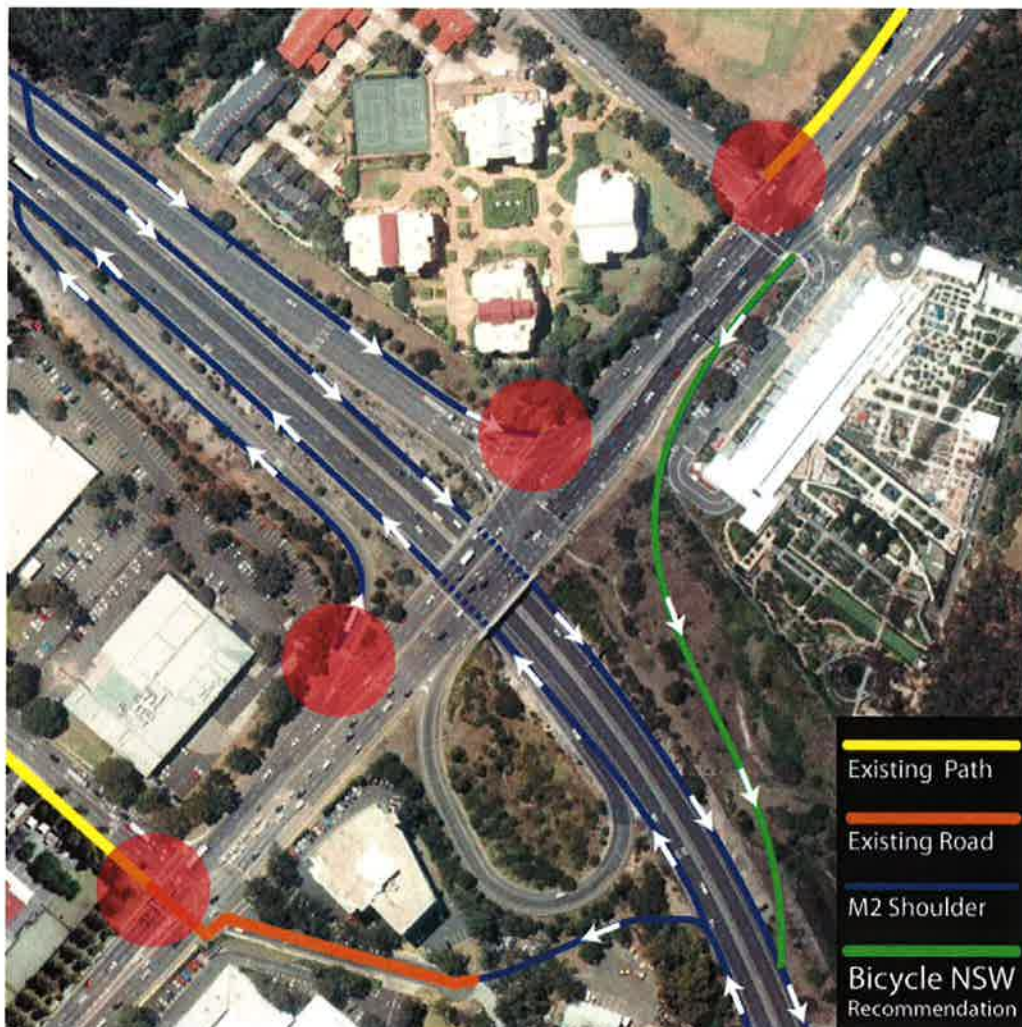 Existing Path
Existing Road
M2 Shoulder
Bicycle NSW
Recommendation